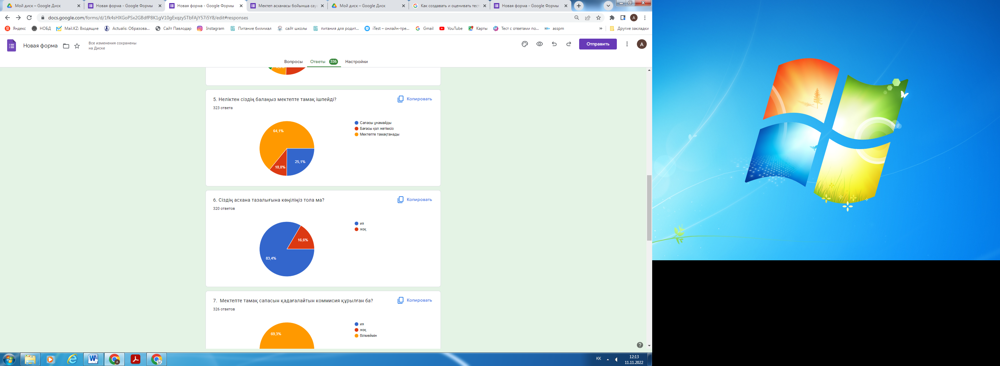 Мой диск – Google Диск
Новая форма - Google Формы
Новая форма - Google Формы
Мектеп асханасы бойынша сау
Мой диск – Google Диск
Как создавать и оценивать тест
Новая форма - Google Формы
docs.google.com/forms/d/1fk4sHXGoPSx2GBdfP8K1gV10gExqzySTbFAjY57i5Y8/edit#responses
Яндекс
НОБД
Mail.KZ: Входящие
Actualis: Образова...
Сайт Павлодар
Instagram
Питание билимал
сайт школы
питания для родит...
iTest – онлайн-тре...
Gmail
YouTube
Карты
Тест с ответами по...
HR+ asspm
»
Другие закладки
Новая форма
Все изменения сохранены
на Диске
Отправить
A
Вопросы
Ответы 336
Настройки
5. Неліктен сіздің балаңыз мектепте тамақ ішпейді?
Копировать
323 ответа
Сапасы ұнамайды
Бағасы қол жетімсіз
Мектепте тамақтанады
64,1%
25,1%
10,8%
6. Сіздің асхана тазалығына көңіліңіз тола ма?
Копировать
320 ответов
ия
жоқ
16,6%
83,4%
7. Мектепте тамақ сапасын қадағалайтын коммисия құрылған ба?
Копировать
326 ответов
ия
жоқ
білмеймін
69,3%
KK
12:13
11.11.2022